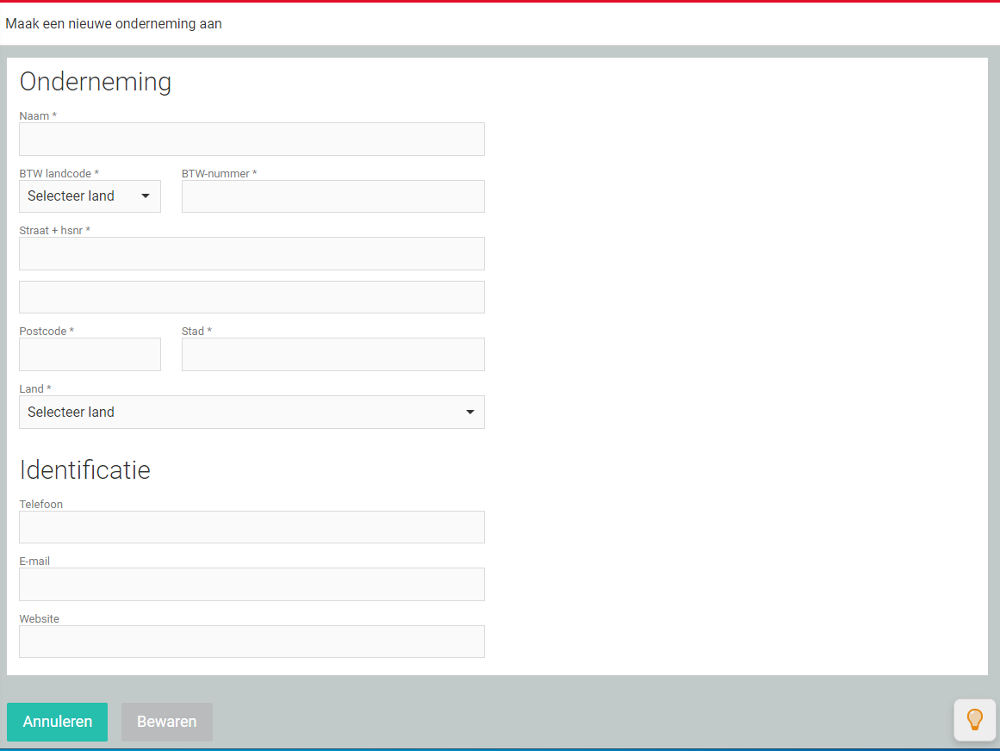 Maak een nieuwe onderneming aan
Onderneming
Naam *
BTW landcode * BTW-nummer *
Selecteer land
Straat + hsnr *
Postcode * Stad *
Land *
Selecteer land
Identificatie
Telefoon
E-mail
Website
Annuleren Bewaren